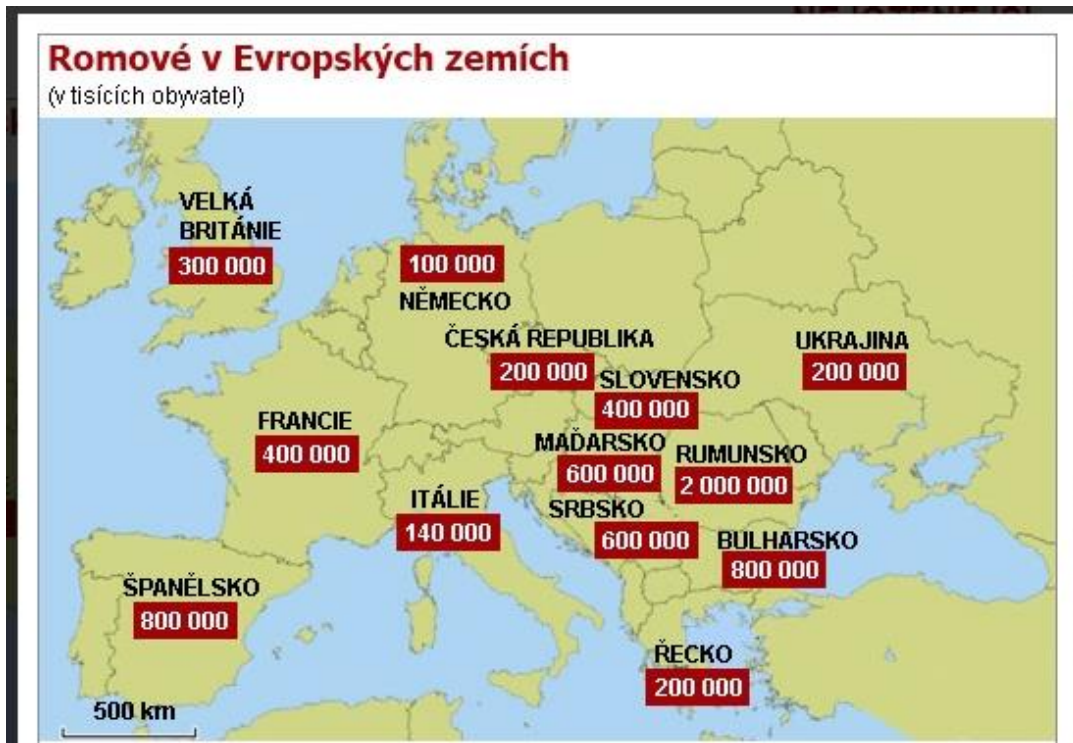 Romové v Evropských zemích
(v tisících obyvatel)
VELKÁ
BRITÁNIE
300 000
100 000
NĚMECKO
ČESKÁ REPUBLIKA
200 000
UKRAJINA
200 000
SLOVENSKO
400 000
FRANCIE
400 000
MAĎARSKO
600 000
RUMUNSKO
2 000 000
ITÁLIE
140 000
SRBSKO
600 000
BULHARSKO
800 000
ŠPANĚLSKO
800 000
ŘECKO
200 000
500 km